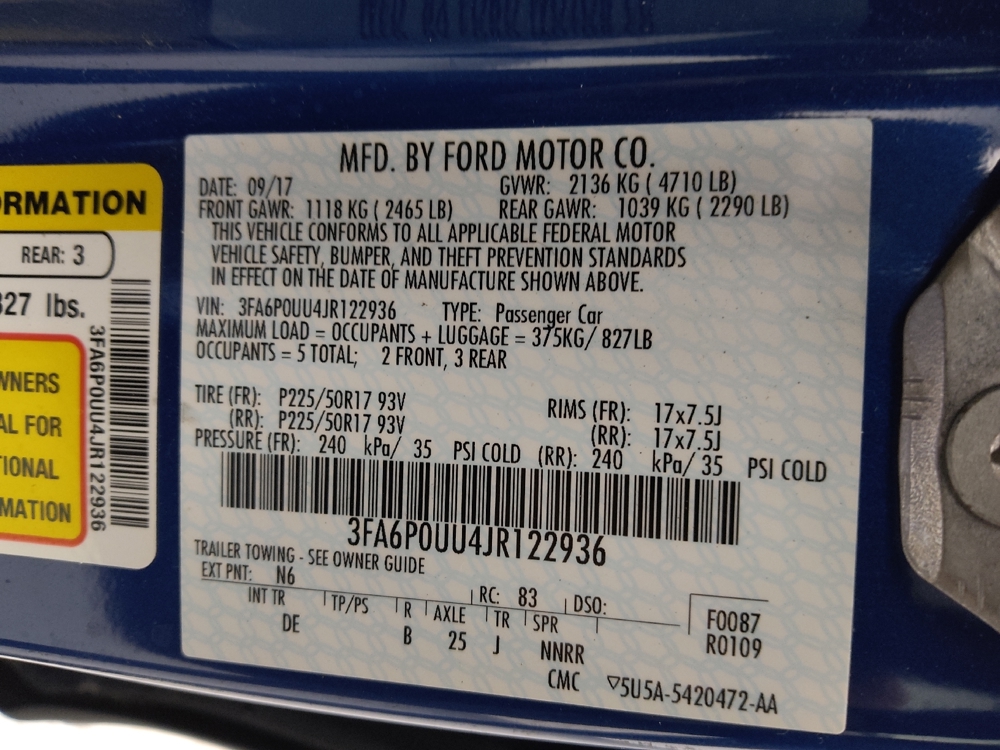 ORMATION
REAR: 3
327 lbs.
3FA6P0UU4JR122936
WNERS
AL FOR
TIONAL
MATION
MFD. BY FORD MOTOR CO.
DATE: 09/17 GVWR: 2136 KG ( 4710 LB)
FRONT GAWR: 1118 KG ( 2465 LB) REAR GAWR: 1039 KG ( 2290 LB)
THIS VEHICLE CONFORMS TO ALL APPLICABLE FEDERAL MOTOR
VEHICLE SAFETY, BUMPER, AND THEFT PREVENTION STANDARDS
IN EFFECT ON THE DATE OF MANUFACTURE SHOWN ABOVE.
VIN: 3FA6P0UU4JR122936 TYPE: Passenger Car
MAXIMUM LOAD = OCCUPANTS + LUGGAGE = 375KG/ 827LB
OCCUPANTS = 5 TOTAL; 2 FRONT, 3 REAR
TIRE (FR): P225/50R17 93V RIMS (FR): 17x7.5J
(RR): P225/50R17 93V (RR): 17x7.5J
PRESSURE (FR): 240 kPa/ 35 PSI COLD (RR): 240 kPa/ 35 PSI COLD
3FA6P0UU4JR122936
TRAILER TOWING - SEE OWNER GUIDE
EXT PNT: N6 RC: 83 DSO:
INT TR TP/PS R AXLE TR SPR F0087
DE B 25 J NNRR R0109
CMC ▽5U5A-5420472-AA